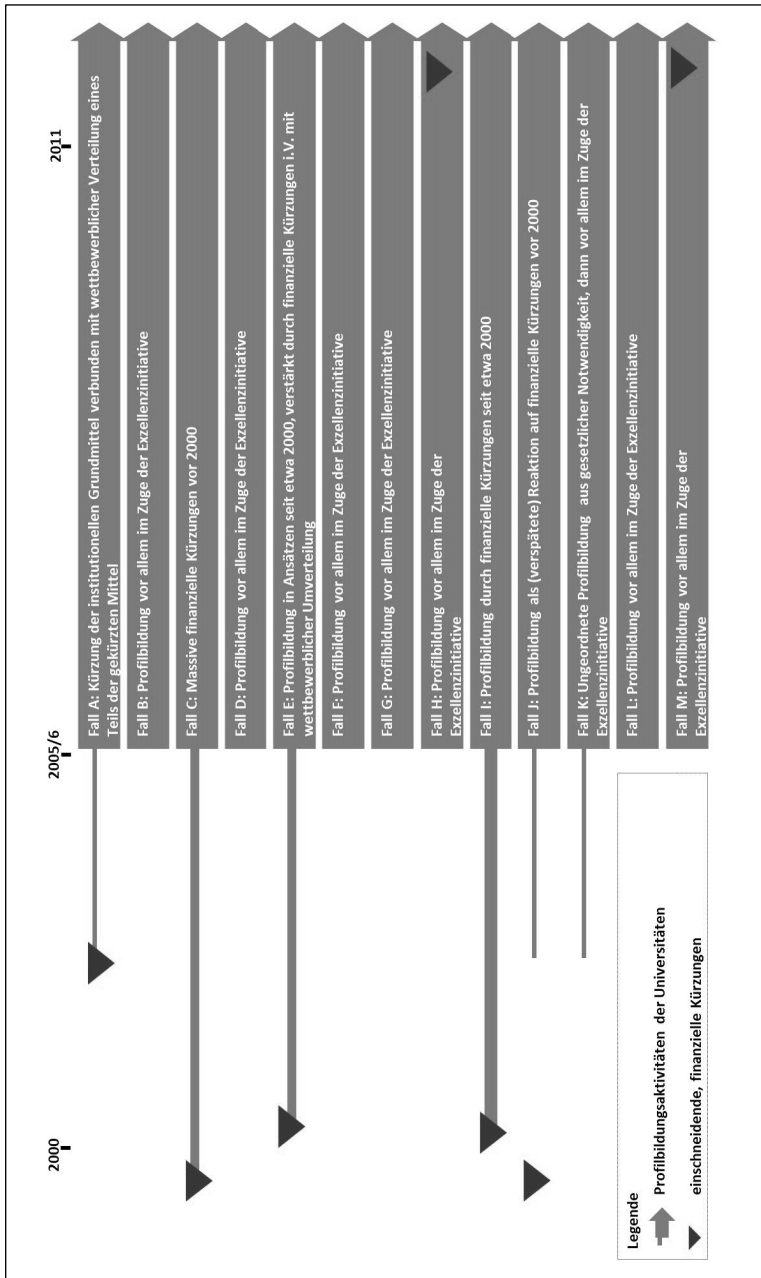 2000
2005/6
2011
Fall A: Kürzung der institutionellen Grundmittel verbunden mit wettbewerblicher Verteilung eines
Teils der gekürzten Mittel
Fall B: Profilbildung vor allem im Zuge der Exzellenzinitiative
Fall C: Massive finanzielle Kürzungen vor 2000
Fall D: Profilbildung vor allem im Zuge der Exzellenzinitiative
Fall E: Profilbildung in Ansätzen seit etwa 2000, verstärkt durch finanzielle Kürzungen i.V. mit
wettbewerblicher Umverteilung
Fall F: Profilbildung vor allem im Zuge der Exzellenzinitiative
Fall G: Profilbildung vor allem im Zuge der Exzellenzinitiative
Fall H: Profilbildung vor allem im Zuge der
Exzellenzinitiative
Fall I: Profilbildung durch finanzielle Kürzungen seit etwa 2000
Fall J: Profilbildung als (verspätete) Reaktion auf finanzielle Kürzungen vor 2000
Fall K: Ungeordnete Profilbildung aus gesetzlicher Notwendigkeit, dann vor allem im Zuge der
Exzellenzinitiative
Fall L: Profilbildung vor allem im Zuge der Exzellenzinitiative
Fall M: Profilbildung vor allem im Zuge der
Exzellenzinitiative
Legende
Profilbildungsaktivitäten der Universitäten
einschneidende, finanzielle Kürzungen